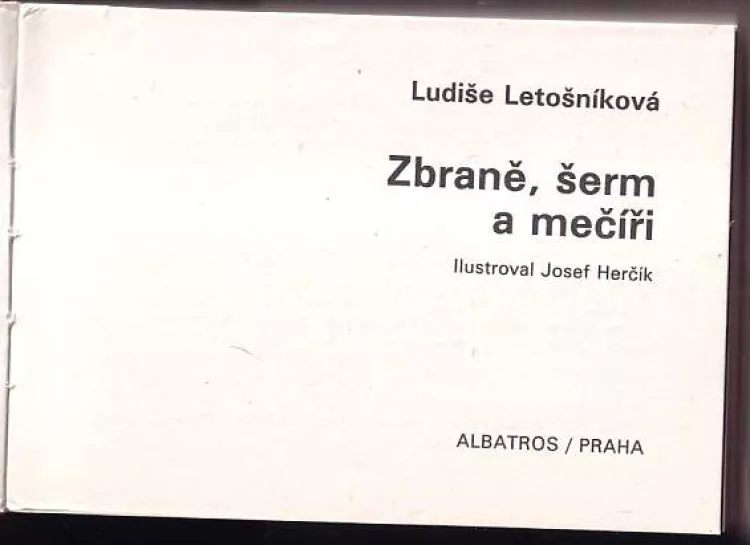 Ludiše Letošníková
Zbraně, šerm
a mečíři
Ilustroval Josef Herčík
ALBATROS / PRAHA